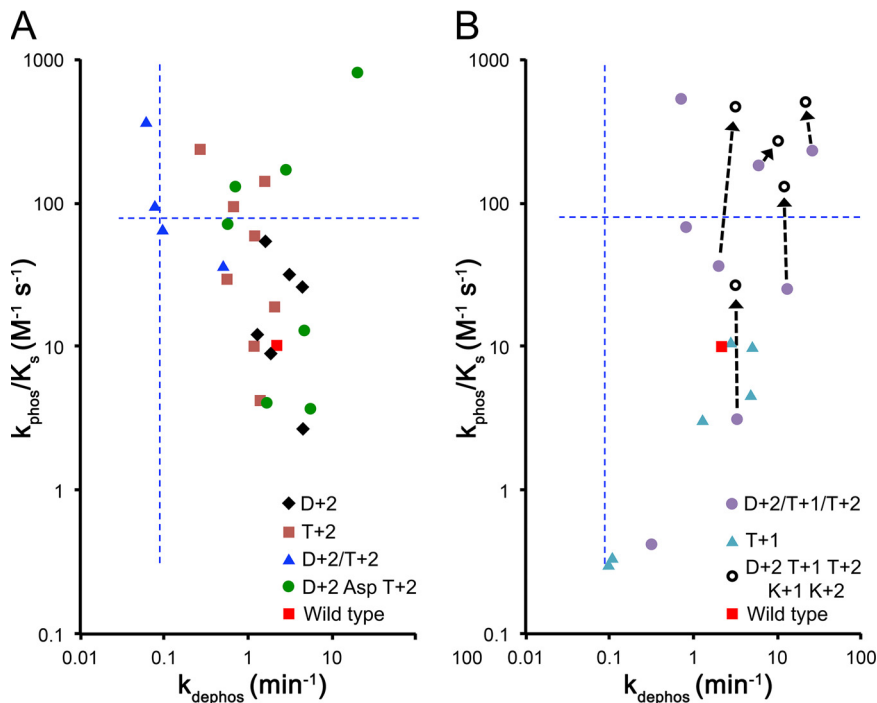 A
1000
100
10
1
0.1
0.01
0.1
1
10
100
kphos/Ks (M-1 s-1)
kdephos (min-1)
D+2
T+2
D+2/T+2
D+2 Asp T+2
Wild type
B
1000
100
10
1
0.1
0.01
0.1
1
10
100
kphos/Ks (M-1 s-1)
kdephos (min-1)
D+2/T+1/T+2
T+1
D+2 T+1 T+2
K+1 K+2
Wild type